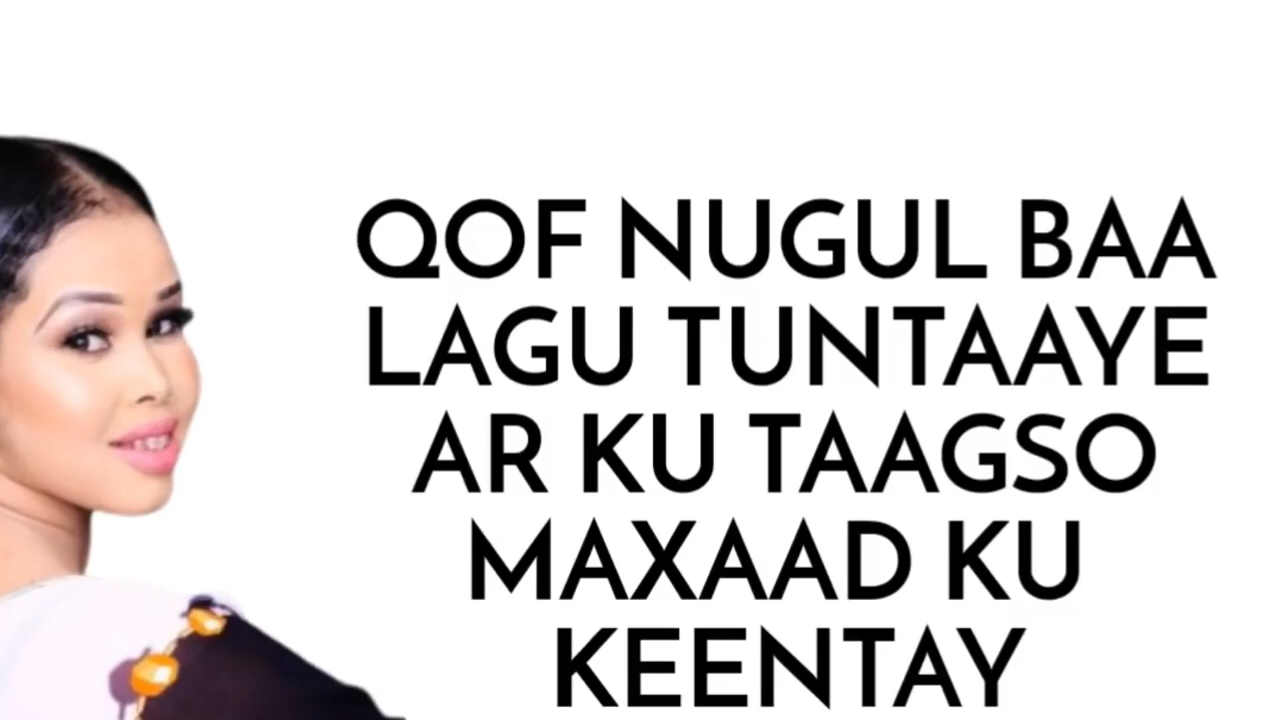 QOF NUGUL BAA
LAGU TUNTAAYE
AR KU TAAGSO
MAXAAD KU
KEENTAY